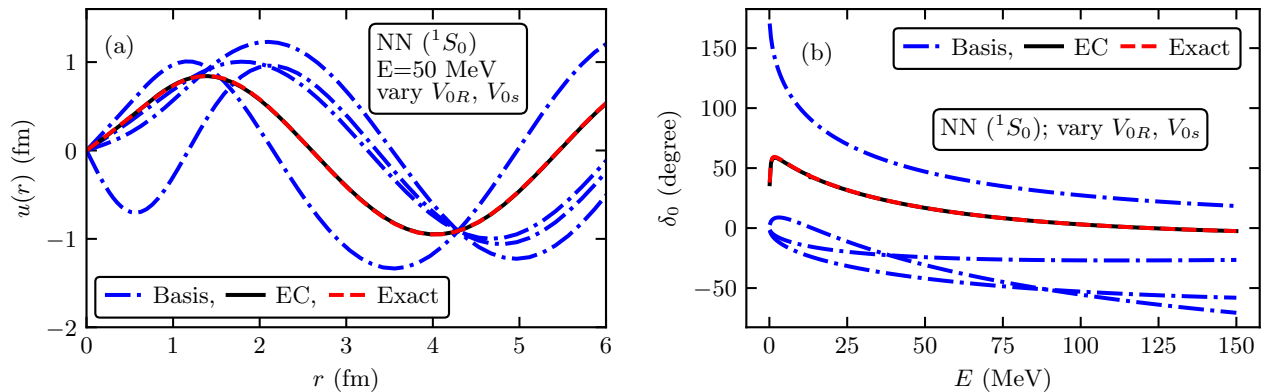 (a)
NN (¹S₀)
E=50 MeV
vary V₀R, V₀s
u(r) (fm)
1
0
−1
−2
Basis, EC, Exact
0 1 2 3 4 5 6
r (fm)
(b)
Basis, EC, Exact
NN (¹S₀); vary V₀R, V₀s
δ₀ (degree)
150
100
50
0
−50
0 25 50 75 100 125 150
E (MeV)